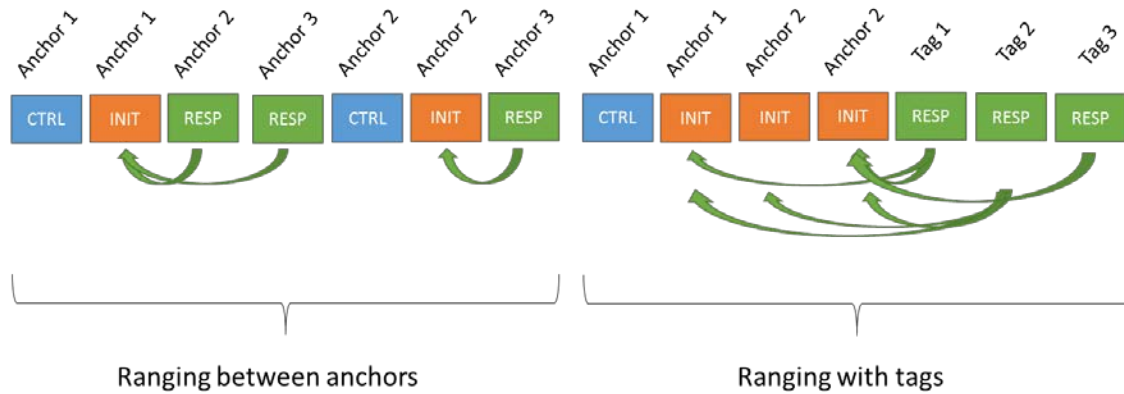 Anchor 1
Anchor 1
Anchor 2
Anchor 3
Anchor 2
Anchor 2
Anchor 3
Anchor 1
Anchor 1
Anchor 2
Anchor 2
Tag 1
Tag 2
Tag 3
CTRL
INIT
RESP
RESP
CTRL
INIT
RESP
CTRL
INIT
INIT
INIT
RESP
RESP
RESP
Ranging between anchors
Ranging with tags